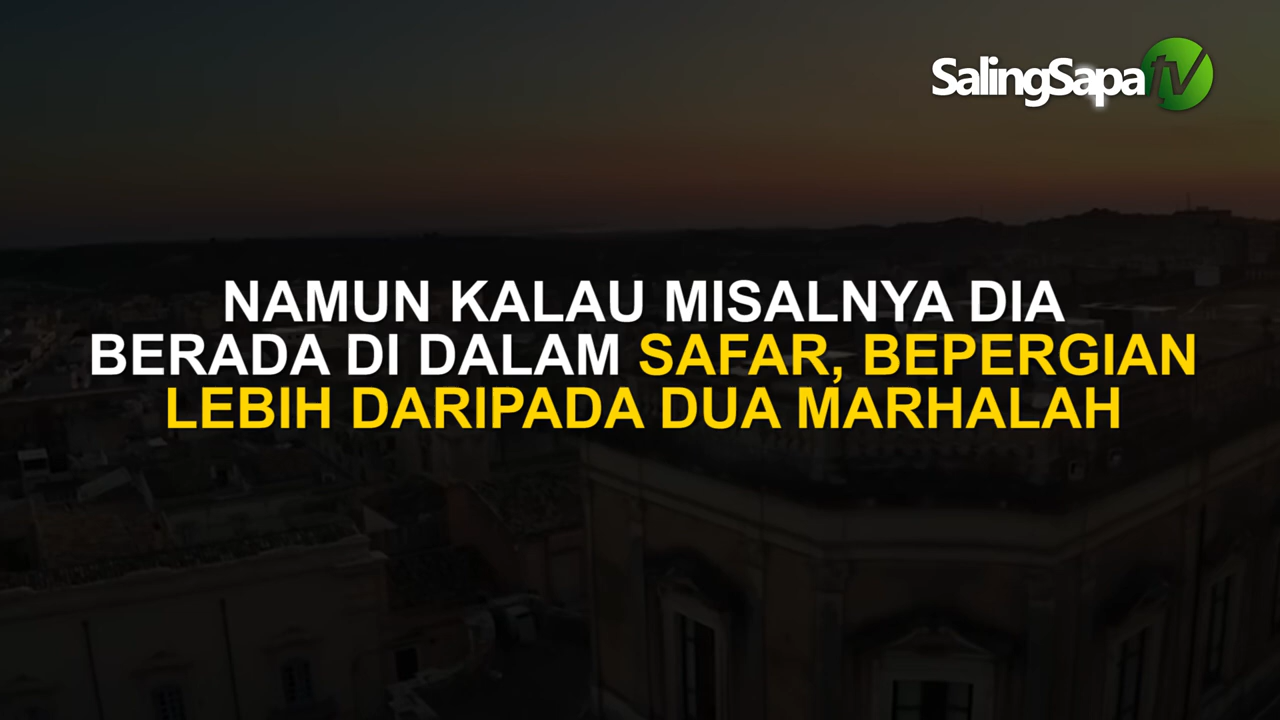 SalingSapa tv
NAMUN KALAU MISALNYA DIA
BERADA DI DALAM SAFAR, BEPERGIAN
LEBIH DARIPADA DUA MARHALAH